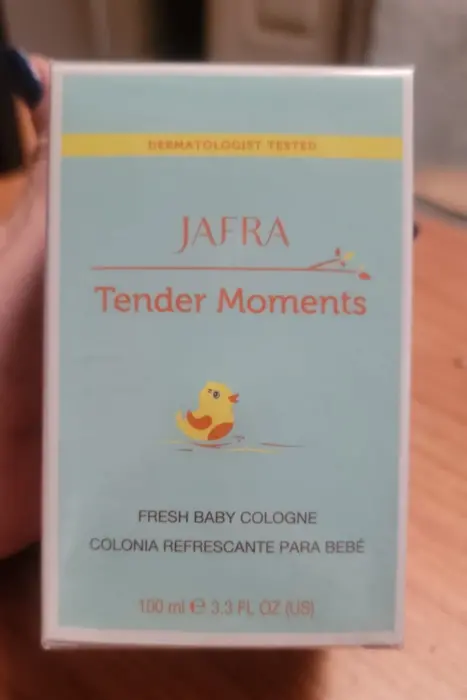 DERMATOLOGIST TESTED
JAFRA
Tender Moments
FRESH BABY COLOGNE
COLONIA REFRESCANTE PARA BEBÉ
100 ml ℮ 3.3 FL OZ (US)